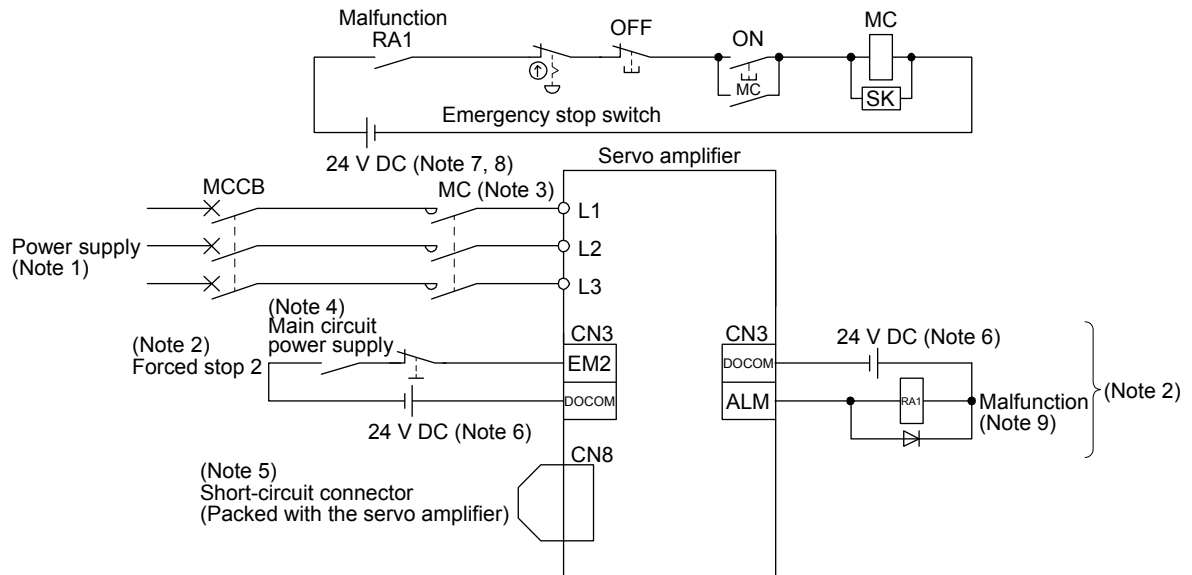 Malfunction
RA1
OFF
ON
MC
MC
SK
Emergency stop switch
24 V DC (Note 7, 8)
Servo amplifier
MCCB
MC (Note 3)
L1
Power supply
(Note 1)
L2
L3
(Note 4)
Main circuit
power supply
(Note 2)
Forced stop 2
CN3
EM2
DOCOM
24 V DC (Note 6)
CN3
DOCOM
ALM
24 V DC (Note 6)
RA1
Malfunction
(Note 9)
(Note 2)
CN8
(Note 5)
Short-circuit connector
(Packed with the servo amplifier)